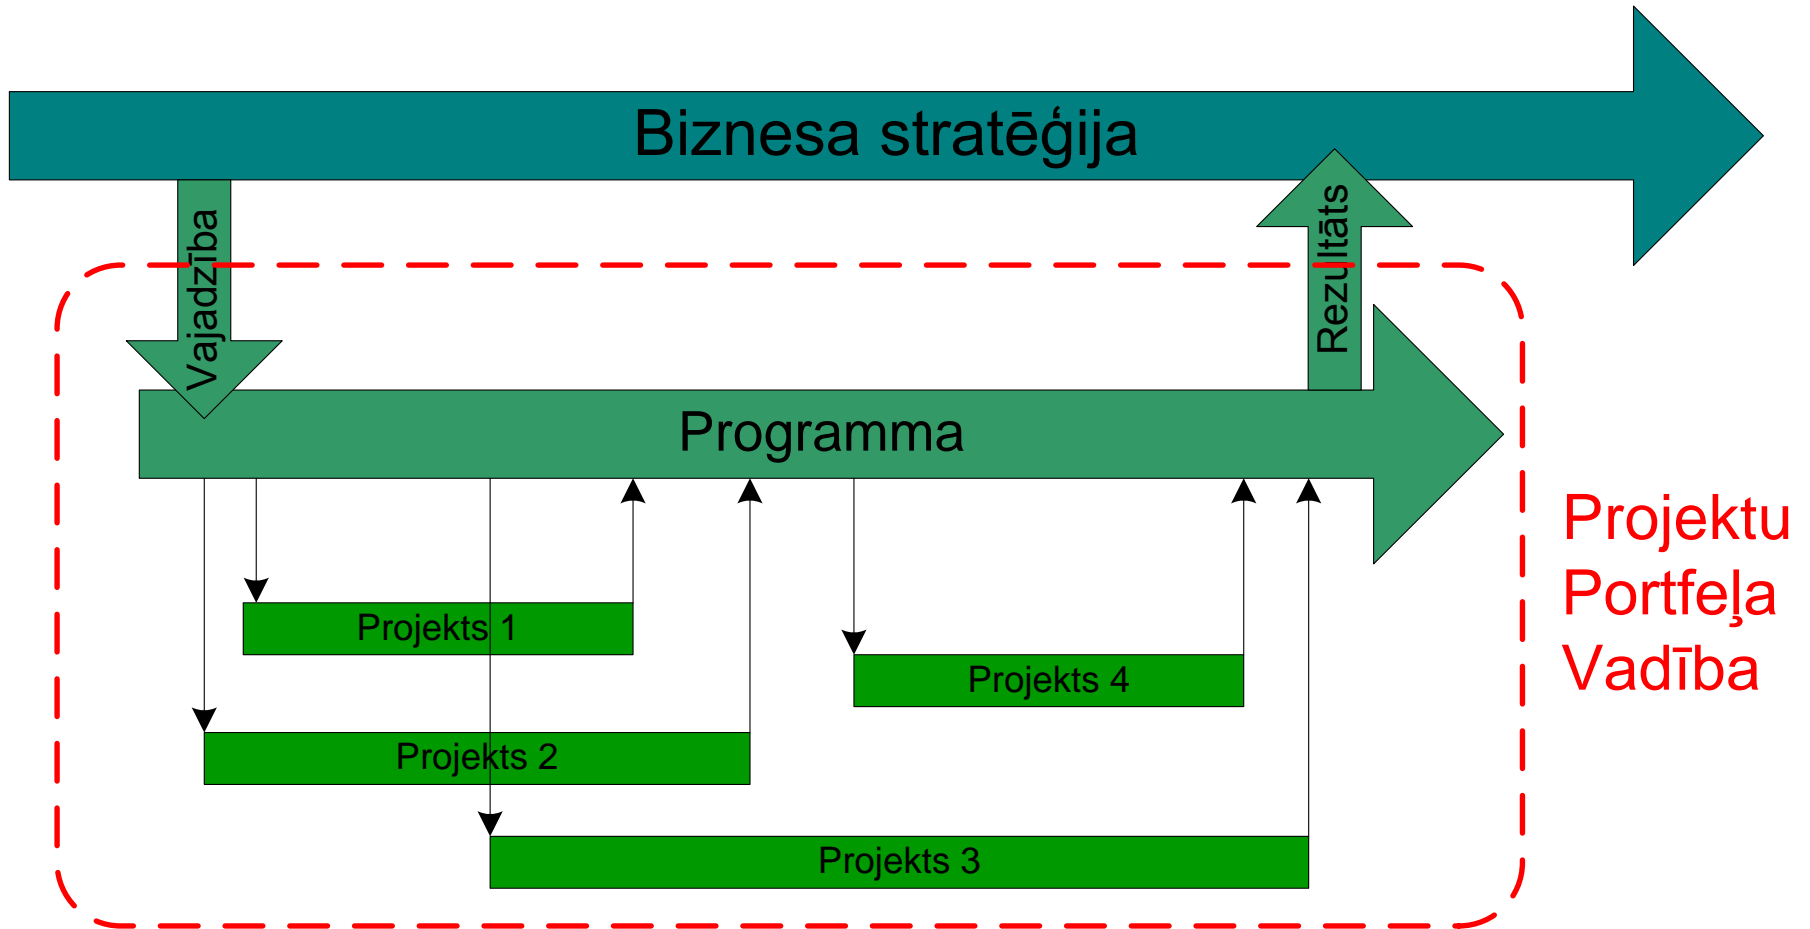 Biznesa stratēģija
Vajadzība
Rezultāts
Programma
Projekts 1
Projekts 4
Projekts 2
Projekts 3
Projektu
Portfeļa
Vadība